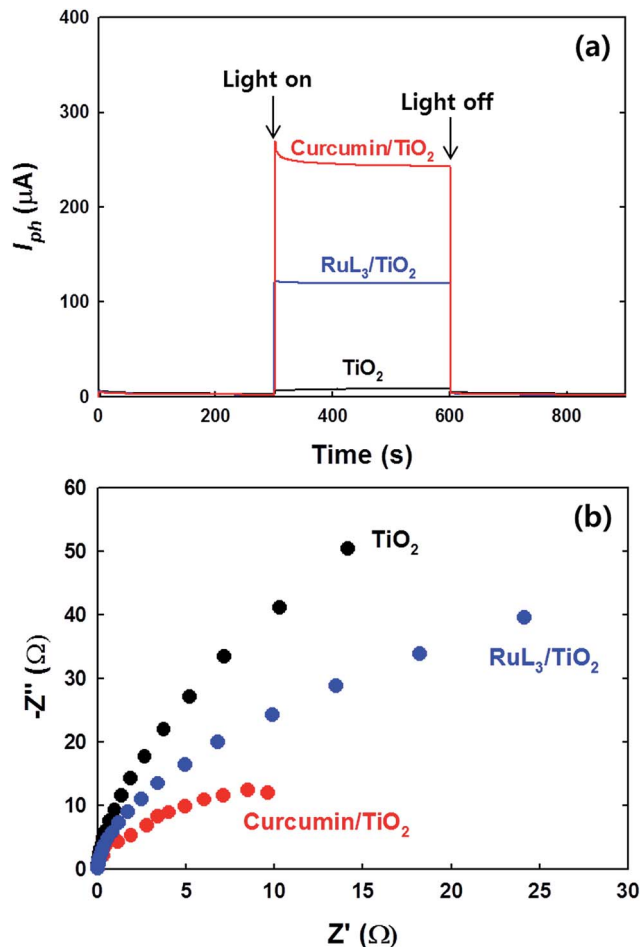 400
(a)
Light on
Light off
300
Curcumin/TiO₂
200
I_ph (μA)
RuL₃/TiO₂
100
TiO₂
0
0 200 400 600 800
Time (s)
60
(b)
TiO₂
50
40
RuL₃/TiO₂
-Z'' (Ω)
30
20
10
Curcumin/TiO₂
0
0 5 10 15 20 25 30
Z' (Ω)